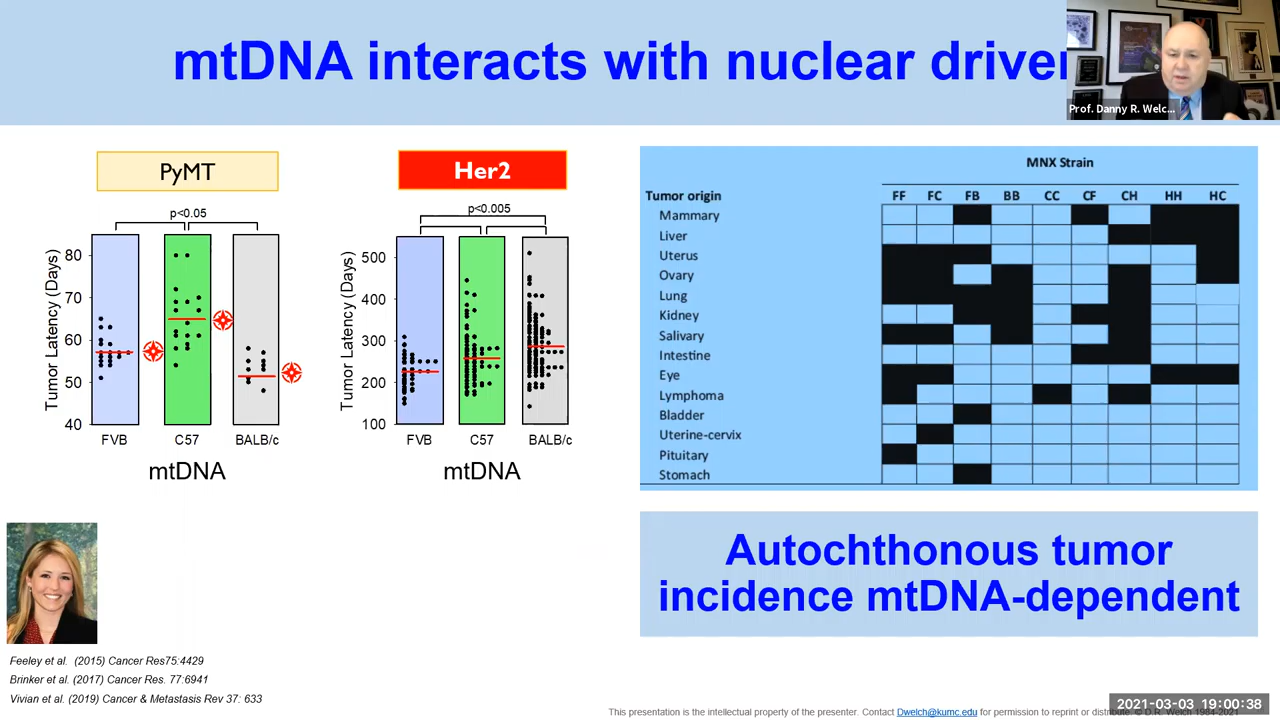 mtDNA interacts with nuclear driver
Prof. Danny R. Welc...
PyMT
p<0.05
Tumor Latency (Days)
80
70
60
50
40
FVB C57 BALB/c
mtDNA
Her2
p<0.005
Tumor Latency (Days)
500
400
300
200
100
FVB C57 BALB/c
mtDNA
MNX Strain
Tumor origin FF FC FB BB CC CF CH HH HC
Mammary
Liver
Uterus
Ovary
Lung
Kidney
Salivary
Intestine
Eye
Lymphoma
Bladder
Uterine-cervix
Pituitary
Stomach
Autochthonous tumor
incidence mtDNA-dependent
Feeley et al. (2015) Cancer Res75:4429
Brinker et al. (2017) Cancer Res. 77:6941
Vivian et al. (2019) Cancer & Metastasis Rev 37: 633
2021-03-03 19:00:38
This presentation is the intellectual property of the presenter. Contact Dwelch@kumc.edu for permission to reprint or distribute © D.R. Welch 1984-2021